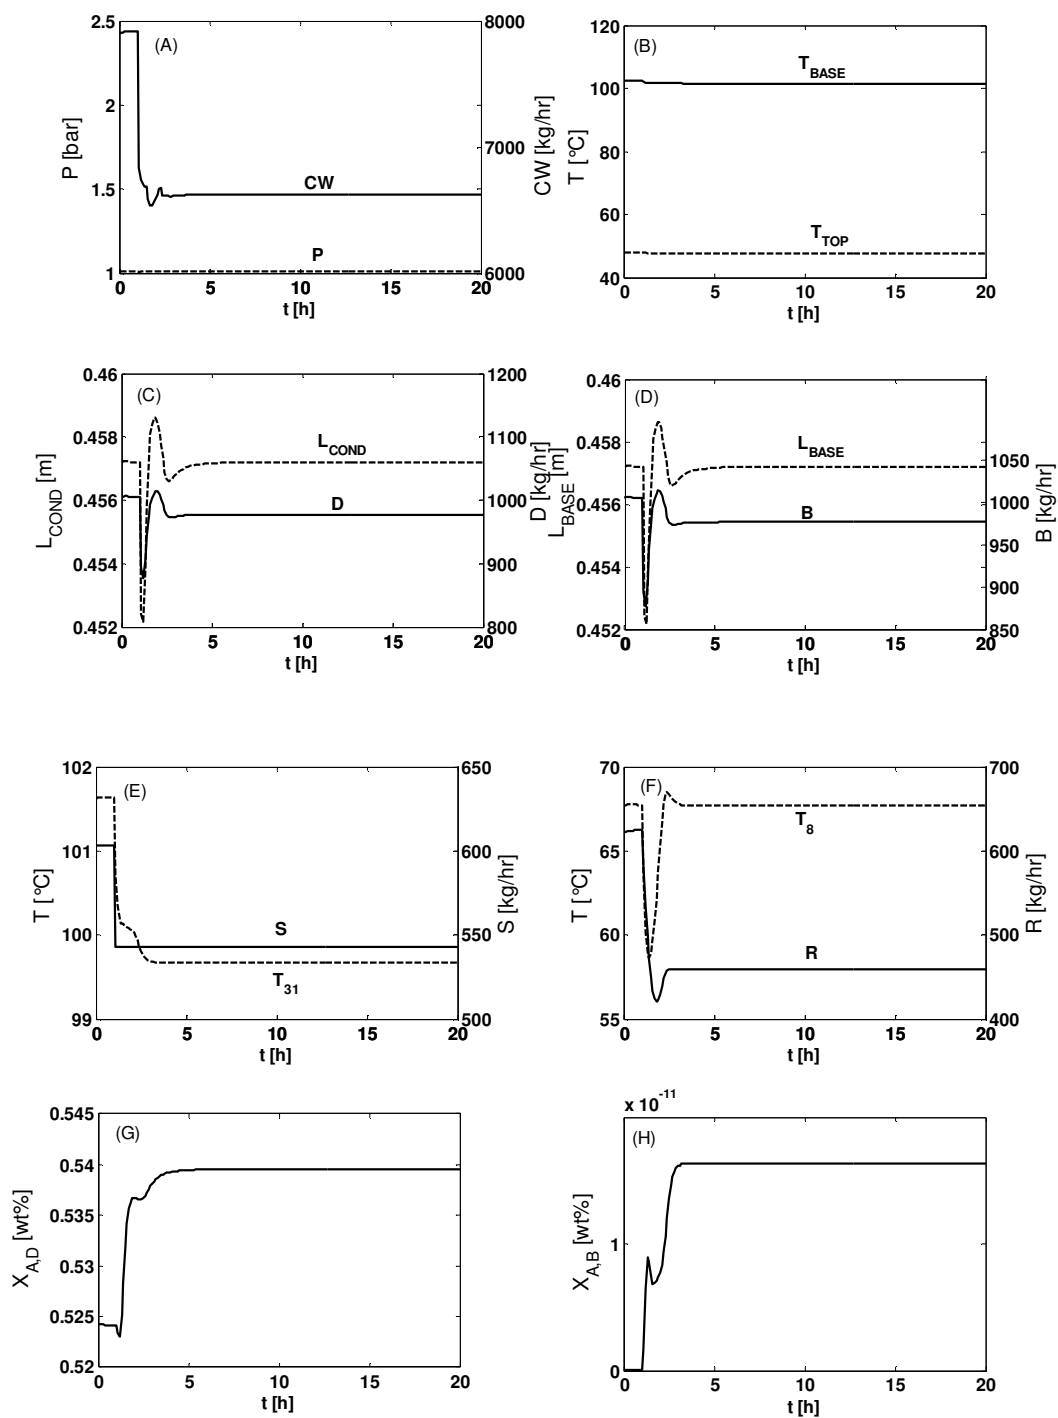 (A)
2.5
2
1.5
1
P [bar]
8000
7000
6000
CW [kg/hr]
CW
P
0 5 10 15 20
t [h]
(B)
120
100
80
60
40
T [°C]
T_BASE
T_TOP
0 5 10 15 20
t [h]
(C)
0.46
0.458
0.456
0.454
0.452
L_COND [m]
1200
1100
1000
900
800
D [kg/hr]
L_COND
D
0 5 10 15 20
t [h]
(D)
0.46
0.458
0.456
0.454
0.452
L_BASE [m]
1050
1000
950
900
850
B [kg/hr]
L_BASE
B
0 5 10 15 20
t [h]
(E)
102
101
100
99
T [°C]
650
600
550
500
S [kg/hr]
S
T_31
0 5 10 15 20
t [h]
(F)
70
65
60
55
T [°C]
700
600
500
400
R [kg/hr]
T_8
R
0 5 10 15 20
t [h]
(G)
0.545
0.54
0.535
0.53
0.525
0.52
X_A,D [wt%]
0 5 10 15 20
t [h]
x 10^-11
(H)
1
0
X_A,B [wt%]
0 5 10 15 20
t [h]